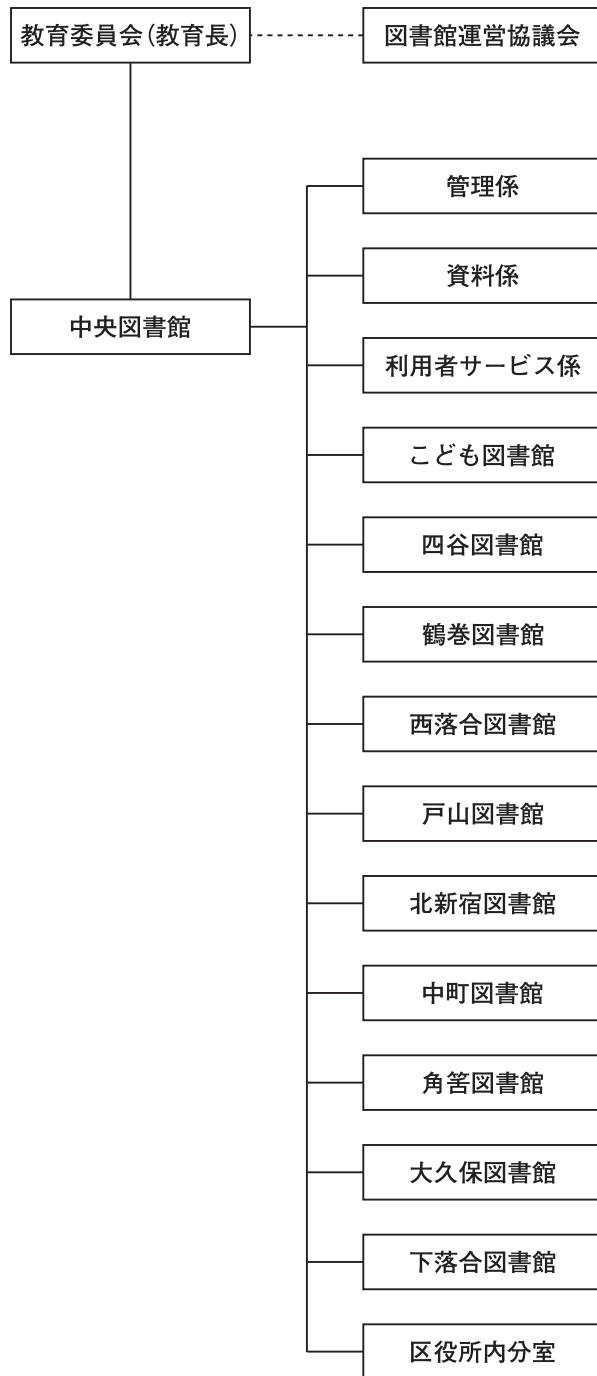 教育委員会（教育長）
図書館運営協議会
管理係
資料係
中央図書館
利用者サービス係
こども図書館
四谷図書館
鶴巻図書館
西落合図書館
戸山図書館
北新宿図書館
中町図書館
角筈図書館
大久保図書館
下落合図書館
区役所内分室